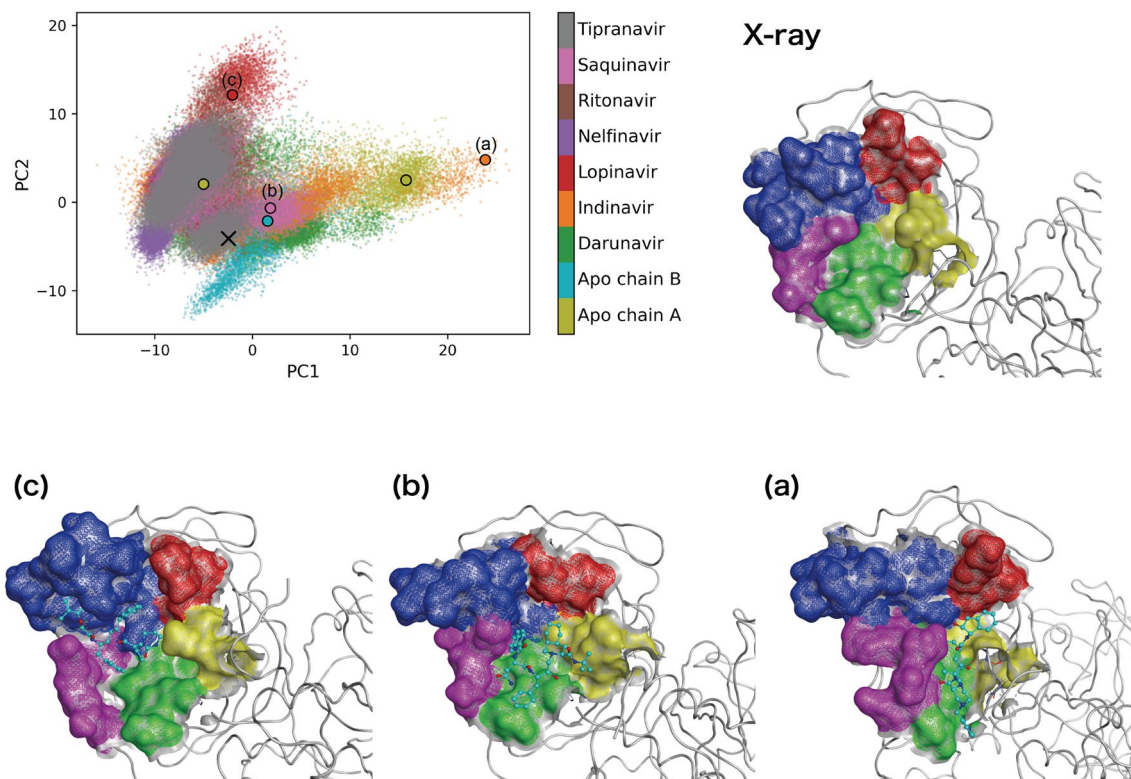 20
10
0
−10
PC2
−10
0
10
20
PC1
(c)
(a)
(b)
Tipranavir
Saquinavir
Ritonavir
Nelfinavir
Lopinavir
Indinavir
Darunavir
Apo chain B
Apo chain A
X-ray
(c)
(b)
(a)